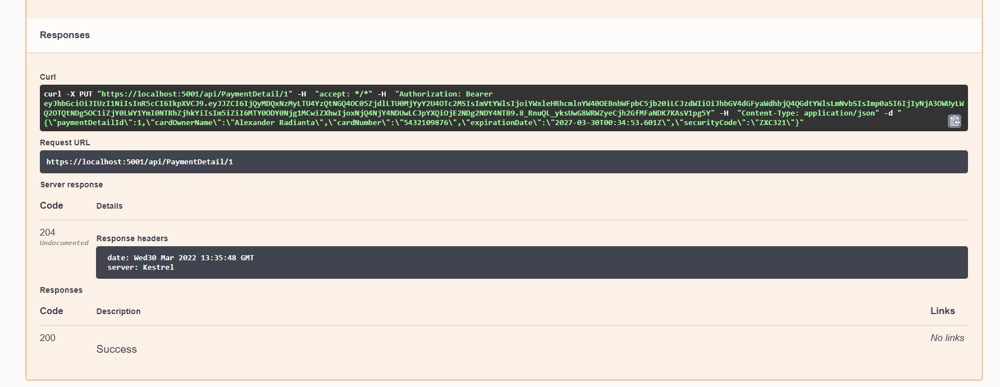 Responses
Curl
curl -X PUT "https://localhost:5001/api/PaymentDetail/1" -H  "accept: */*" -H  "Authorization: Bearer
eyJhbGciOiJIUzI1NiIsInR5cCI6IkpXVCJ9.eyJJZCI6IjQyMDQxNzMyLTU4YzQtNGQ4OC05ZjdlLTU0MjYyY2U4OTc2MSIsImVtYWlsIjoiYWxleHRhcmlnYW40OEBnbWFpbC5jb20iLCJzdWIiOiJhbGV4dGFyaWdhbjQ4QGdtYWlsLmNvbSIsImp0aSI6IjIyNjA3OWUyLW
Q2OTQtNDg5OC1iZjY0LWY1YmI0NTRhZjhkYiIsIm5iZiI6MTY0ODY0Njg1MCwiZXhwIjoxNjQ4NjY4NDUwLCJpYXQiOjE2NDg2NDY4NTB9.8_RnuQL_yksUwG8WRWZyeCjh2GfMFaNDK7KAsV1pg5Y" -H  "Content-Type: application/json" -d "
{\"paymentDetailId\":1,\"cardOwnerName\":\"Alexander Radianta\",\"cardNumber\":\"5432109876\",\"expirationDate\":\"2027-03-30T00:34:53.601Z\",\"securityCode\":\"ZXC321\"}"
Request URL
https://localhost:5001/api/PaymentDetail/1
Server response
Code Details
204
Undocumented
Response headers
date: Wed30 Mar 2022 13:35:48 GMT
server: Kestrel
Responses
Code Description Links
200 No links
Success